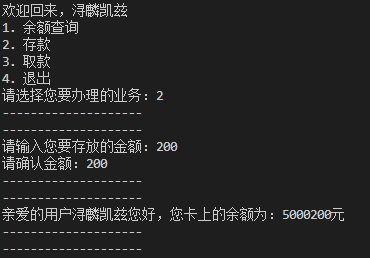 欢迎回来，浔麟凯兹
1. 余额查询
2. 存款
3. 取款
4. 退出
请选择您要办理的业务：2
--------------------
--------------------
请输入您要存放的金额：200
请确认金额：200
--------------------
--------------------
亲爱的用户浔麟凯兹您好，您卡上的余额为：5000200元
--------------------
--------------------